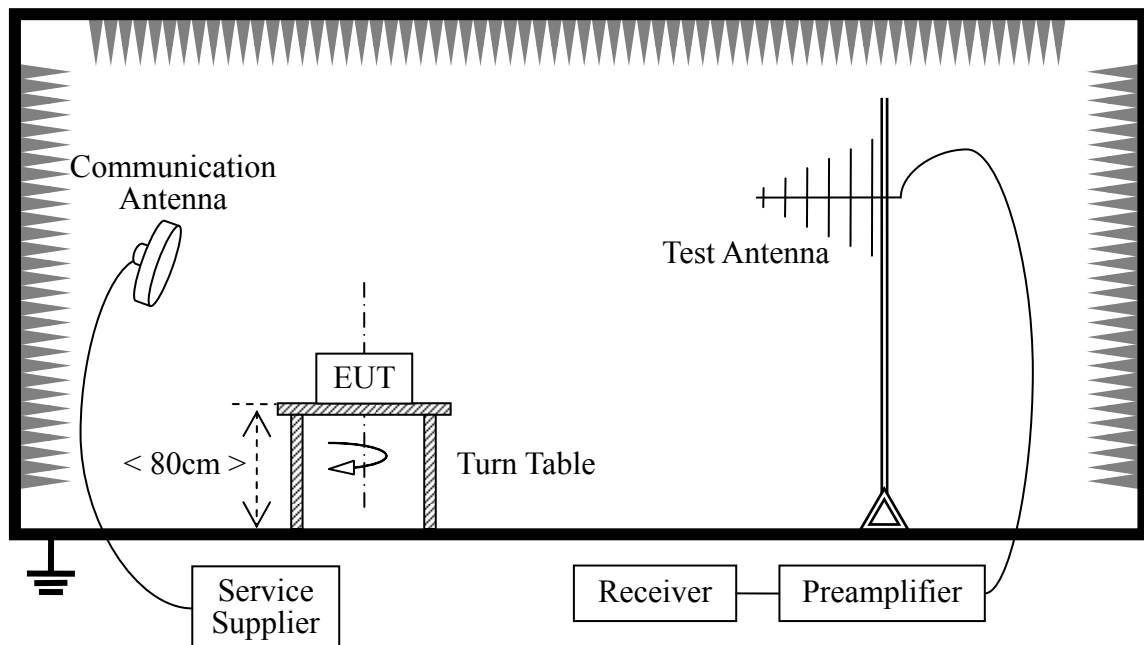 Communication
Antenna
Test Antenna
EUT
< 80cm >
Turn Table
Service
Supplier
Receiver
Preamplifier